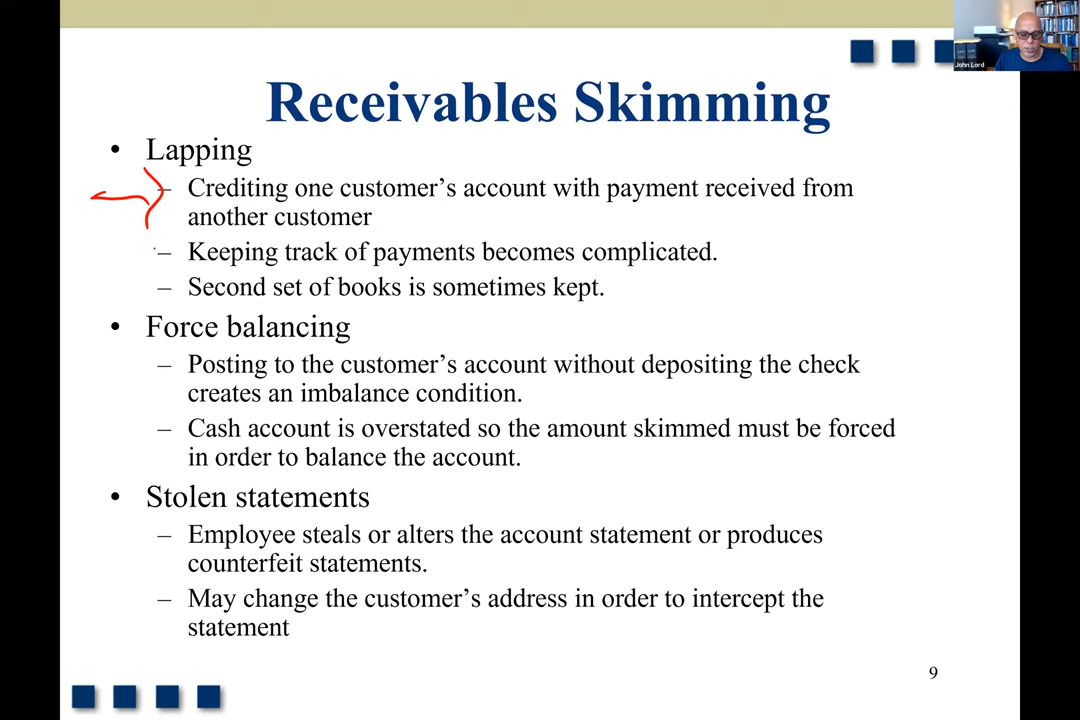 John Lord
Receivables Skimming
• Lapping
– Crediting one customer's account with payment received from
another customer
– Keeping track of payments becomes complicated.
– Second set of books is sometimes kept.
• Force balancing
– Posting to the customer's account without depositing the check
creates an imbalance condition.
– Cash account is overstated so the amount skimmed must be forced
in order to balance the account.
• Stolen statements
– Employee steals or alters the account statement or produces
counterfeit statements.
– May change the customer's address in order to intercept the
statement
9